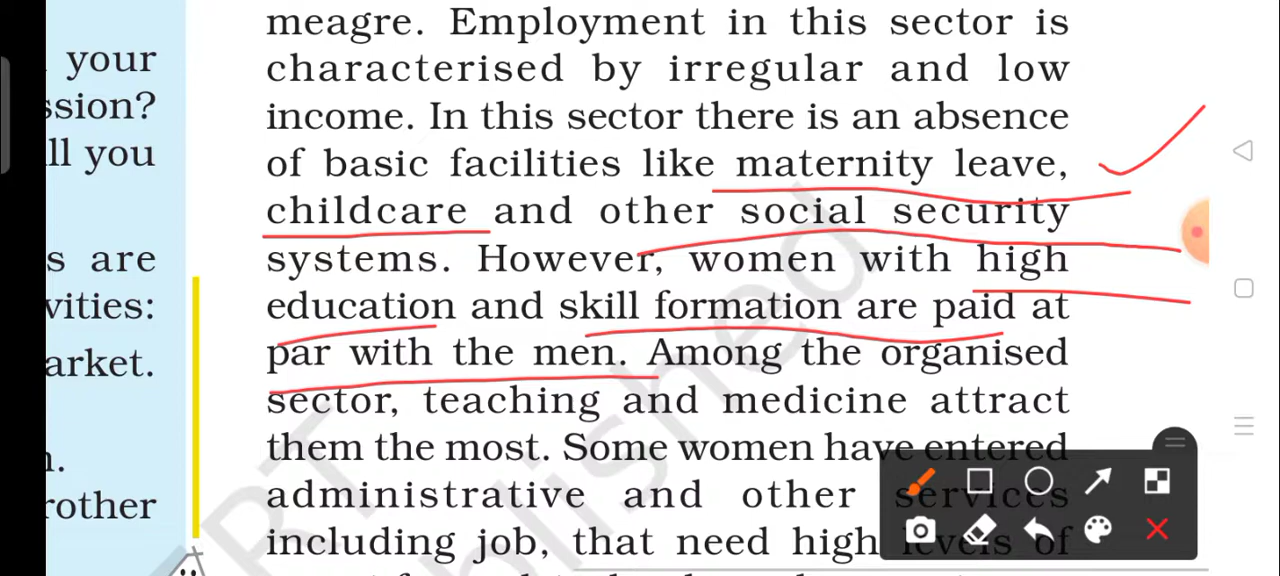 meagre. Employment in this sector is
your
characterised by irregular and low
ssion?
income. In this sector there is an absence
ll you
of basic facilities like maternity leave,
childcare and other social security
s are
systems. However, women with high
vities:
education and skill formation are paid at
arket.
par with the men. Among the organised
sector, teaching and medicine attract
them the most. Some women have entered
n.
administrative and other services
rother
including job, that need high levels of